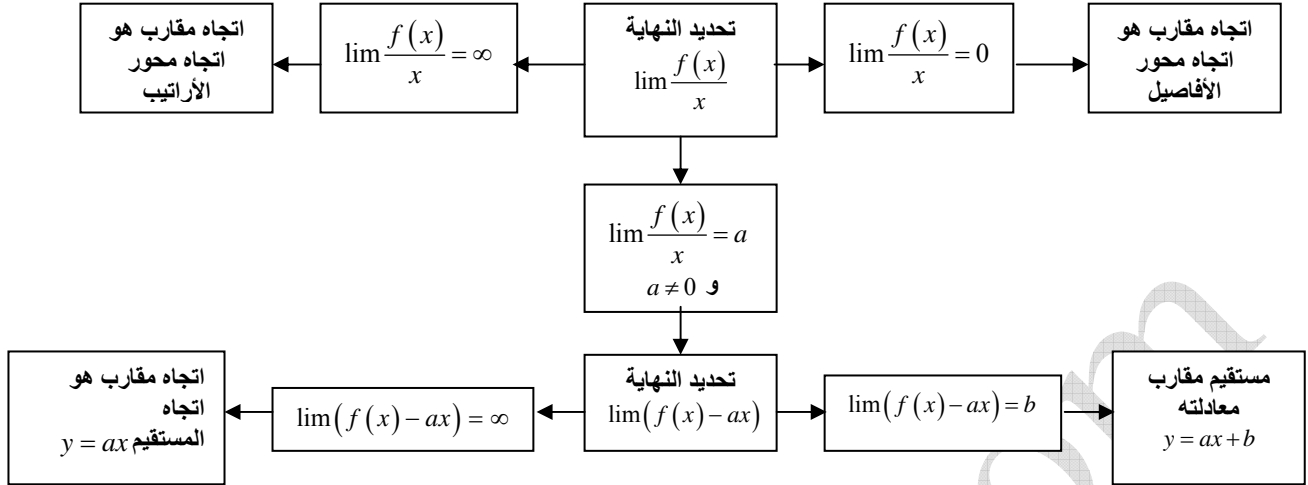 اتجاه مقارب هو
اتجاه محور
الأفاصيل
lim f(x)/x = 0
تحديد النهاية
lim f(x)/x
lim f(x)/x = ∞
اتجاه مقارب هو
اتجاه محور
الأراتيب
lim f(x)/x = a
و a ≠ 0
مستقيم مقارب
معادلته
y = ax + b
lim(f(x) − ax) = b
تحديد النهاية
lim(f(x) − ax)
lim(f(x) − ax) = ∞
اتجاه مقارب هو
اتجاه
المستقيم y = ax